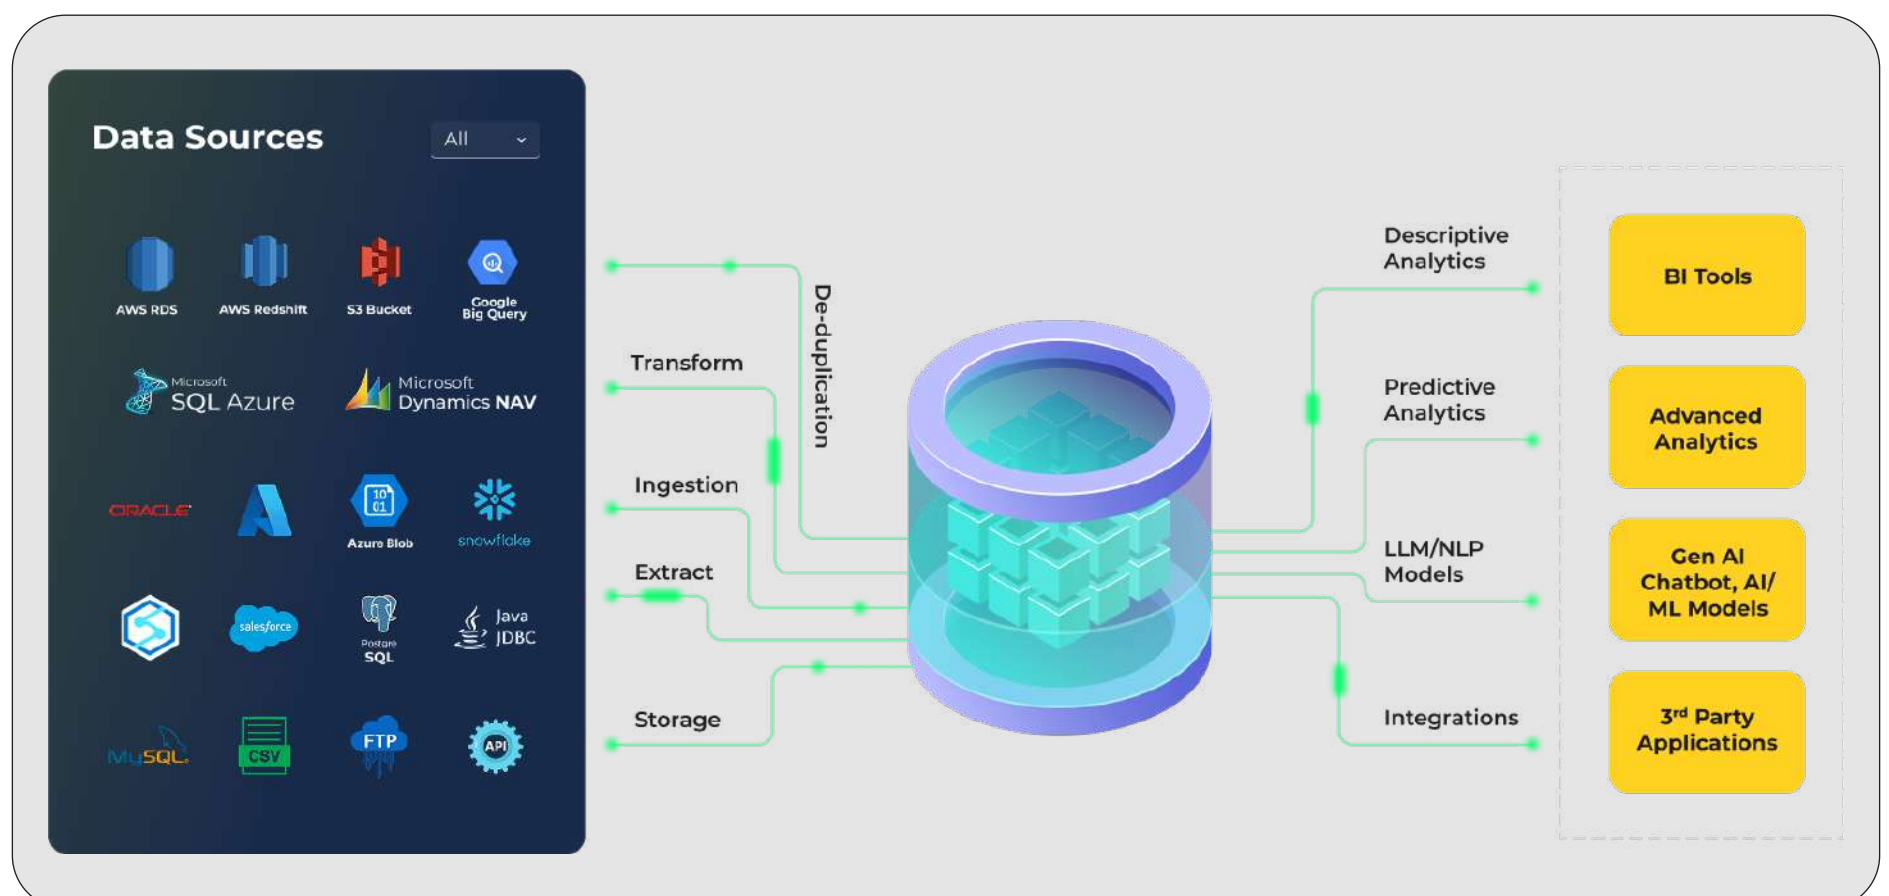 Data Sources
All
AWS RDS
AWS Redshift
S3 Bucket
Google
Big Query
Microsoft
SQL Azure
Microsoft
Dynamics NAV
ORACLE
10
01
Azure Blob
snowflake
salesforce
Postgre
SQL
Java
JDBC
MySQL
CSV
FTP
API
De-duplication
Transform
Ingestion
Extract
Storage
Descriptive
Analytics
Predictive
Analytics
LLM/NLP
Models
Integrations
BI Tools
Advanced
Analytics
Gen AI
Chatbot, AI/
ML Models
3rd Party
Applications